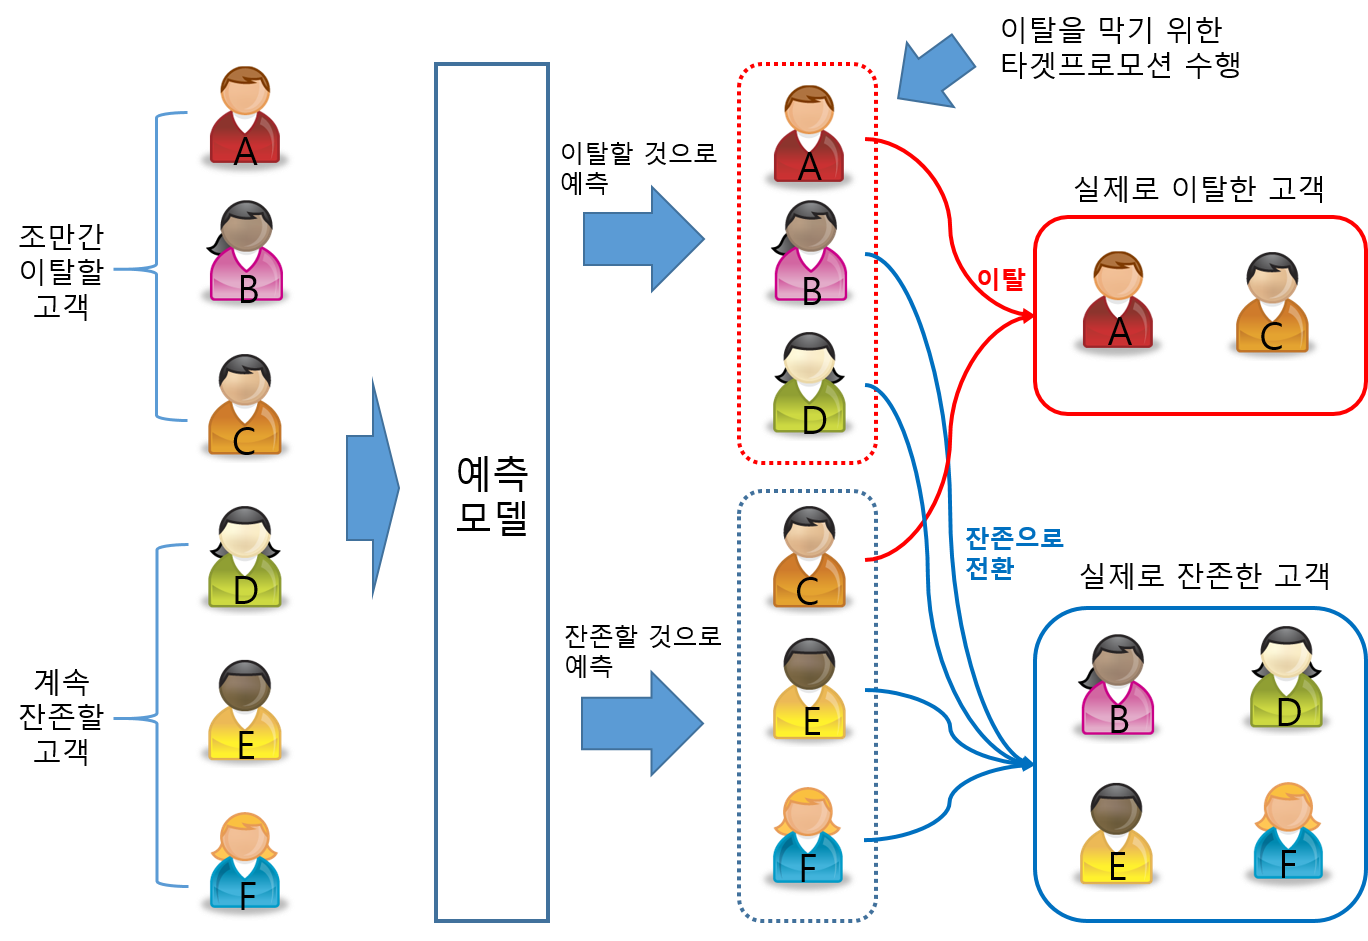 이탈을 막기 위한
타겟프로모션 수행
조만간
이탈할
고객
A
B
C
계속
잔존할
고객
D
E
F
예측
모델
이탈할 것으로
예측
잔존할 것으로
예측
A
B
D
C
E
F
이탈
잔존으로
전환
실제로 이탈한 고객
A
C
실제로 잔존한 고객
B
D
E
F